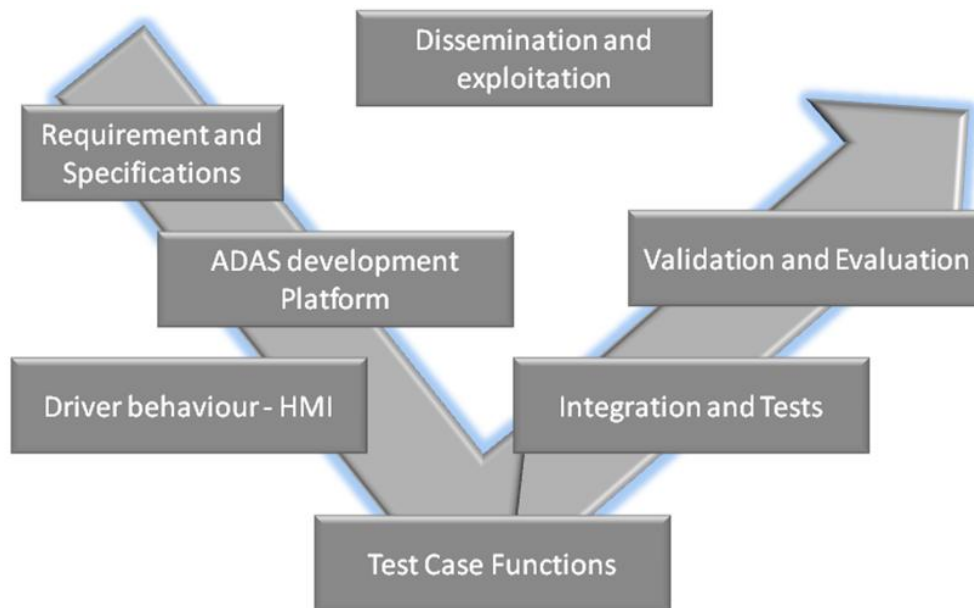 Dissemination and
exploitation
Requirement and
Specifications
ADAS development
Platform
Validation and Evaluation
Driver behaviour - HMI
Integration and Tests
Test Case Functions